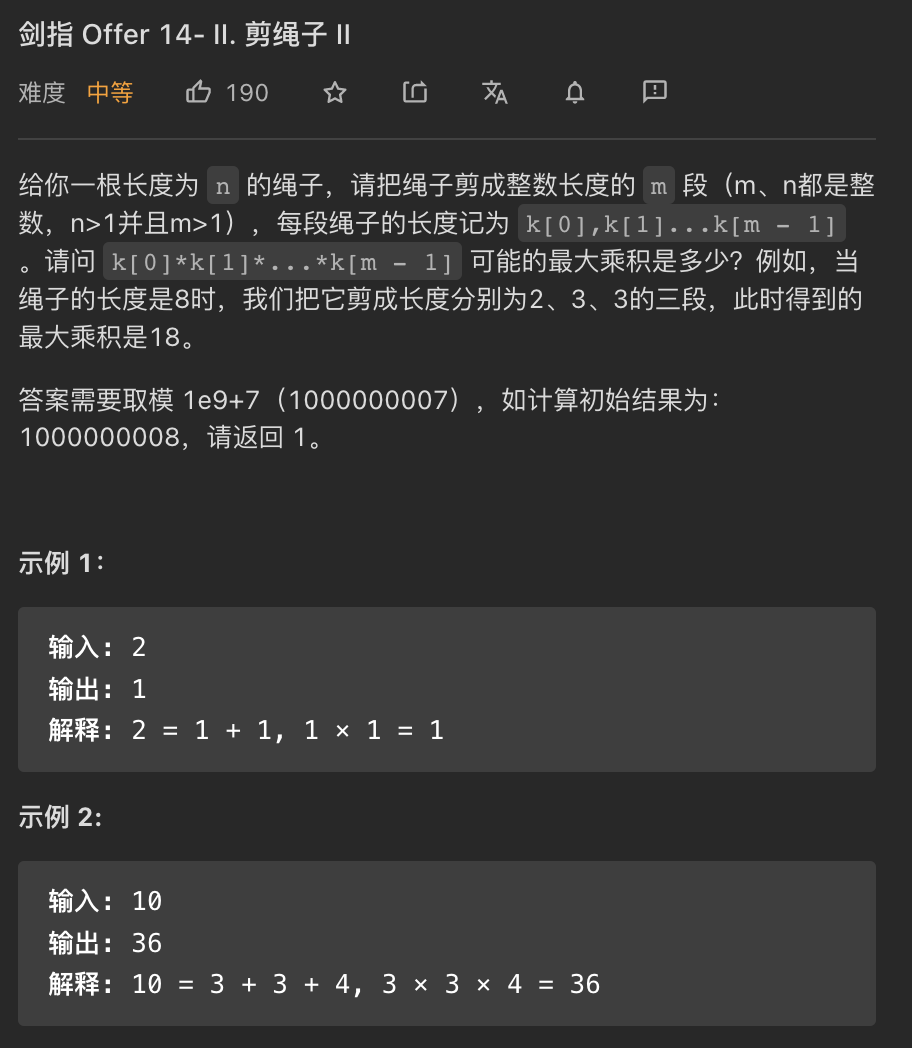 剑指 Offer 14- II. 剪绳子 II
难度 中等 190
给你一根长度为 n 的绳子，请把绳子剪成整数长度的 m 段（m、n都是整
数，n>1并且m>1），每段绳子的长度记为 k[0],k[1]...k[m - 1]
。请问 k[0]*k[1]*...*k[m - 1] 可能的最大乘积是多少？例如，当
绳子的长度是8时，我们把它剪成长度分别为2、3、3的三段，此时得到的
最大乘积是18。
答案需要取模 1e9+7（1000000007），如计算初始结果为：
1000000008，请返回 1。
示例 1：
输入: 2
输出: 1
解释: 2 = 1 + 1, 1 × 1 = 1
示例 2:
输入: 10
输出: 36
解释: 10 = 3 + 3 + 4, 3 × 3 × 4 = 36